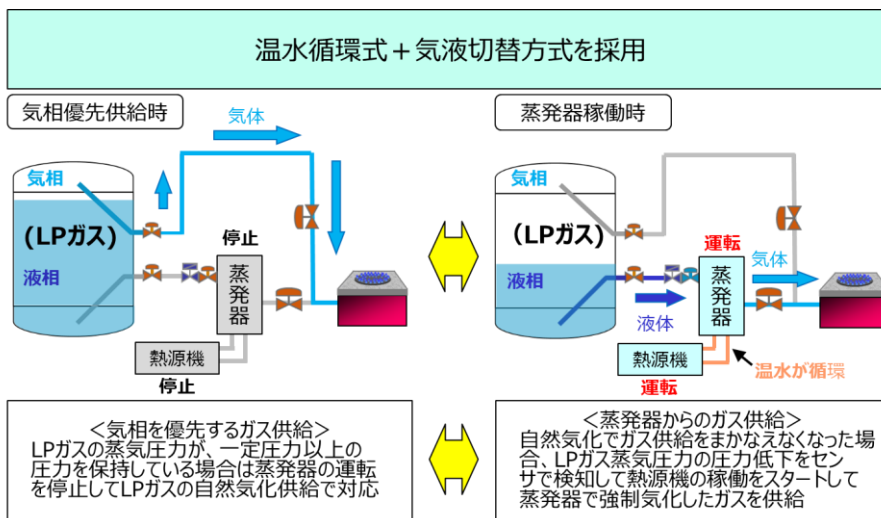 温水循環式＋気液切替方式を採用
気相優先供給時
気体
気相
(LPガス)
液相
停止
蒸発器
熱源機
停止
＜気相を優先するガス供給＞
LPガスの蒸気圧力が、一定圧力以上の
圧力を保持している場合は蒸発器の運転
を停止してLPガスの自然気化供給で対応
蒸発器稼働時
気相
(LPガス)
液相
運転
気体
蒸発器
液体
熱源機
運転
温水が循環
＜蒸発器からのガス供給＞
自然気化でガス供給をまかなえなくなった場
合、LPガス蒸気圧力の圧力低下をセン
サで検知して熱源機の稼働をスタートして
蒸発器で強制気化したガスを供給